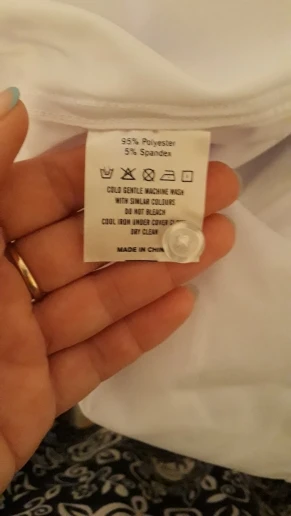 95% Polyester
5% Spandex
COLD GENTLE MACHINE WASH
WITH SIMILAR COLOURS
DO NOT BLEACH
COOL IRON UNDER COVER
DRY CLEAN
MADE IN